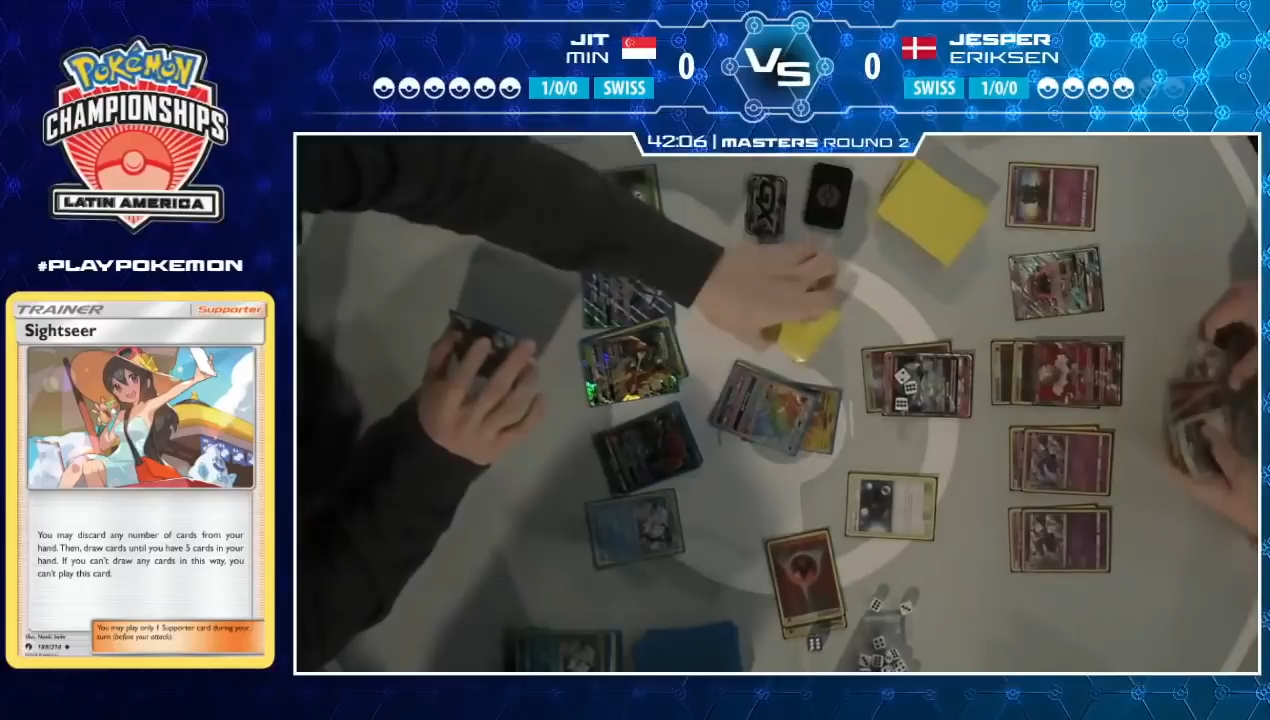 Pokémon
CHAMPIONSHIPS
LATIN AMERICA
#PLAYPOKEMON
JIT
MIN
0
1/0/0
SWISS
VS
0
JESPER
ERIKSEN
SWISS
1/0/0
42:06 | MASTERS ROUND 2
GX
TRAINER
Supporter
Sightseer
You may discard any number of cards from your
hand. Then, draw cards until you have 5 cards in your
hand. If you can't draw any cards in this way, you
can't play this card.
You may play only 1 Supporter card during your
turn (before your attack).
189/214